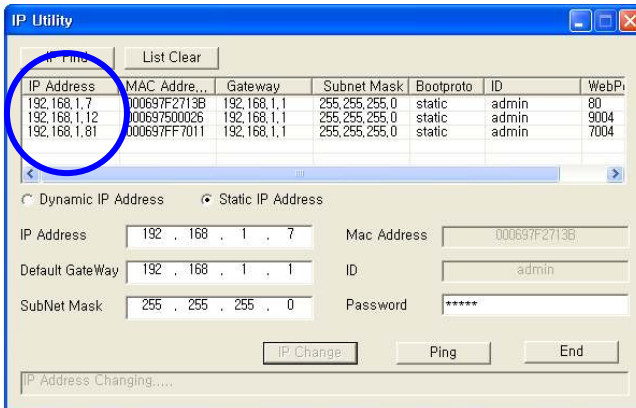 IP Utility
IP Find List Clear
IP Address MAC Addre... Gateway Subnet Mask Bootproto ID WebP
192,168,1,7 000697F2713B 192,168,1,1 255,255,255,0 static admin 80
192,168,1,12 000697500026 192,168,1,1 255,255,255,0 static admin 9004
192,168,1,81 000697FF7011 192,168,1,1 255,255,255,0 static admin 7004
Dynamic IP Address Static IP Address
IP Address 192 . 168 . 1 . 7 Mac Address 000697F2713B
Default GateWay 192 . 168 . 1 . 1 ID admin
SubNet Mask 255 . 255 . 255 . 0 Password *****
IP Change Ping End
IP Address Changing.....